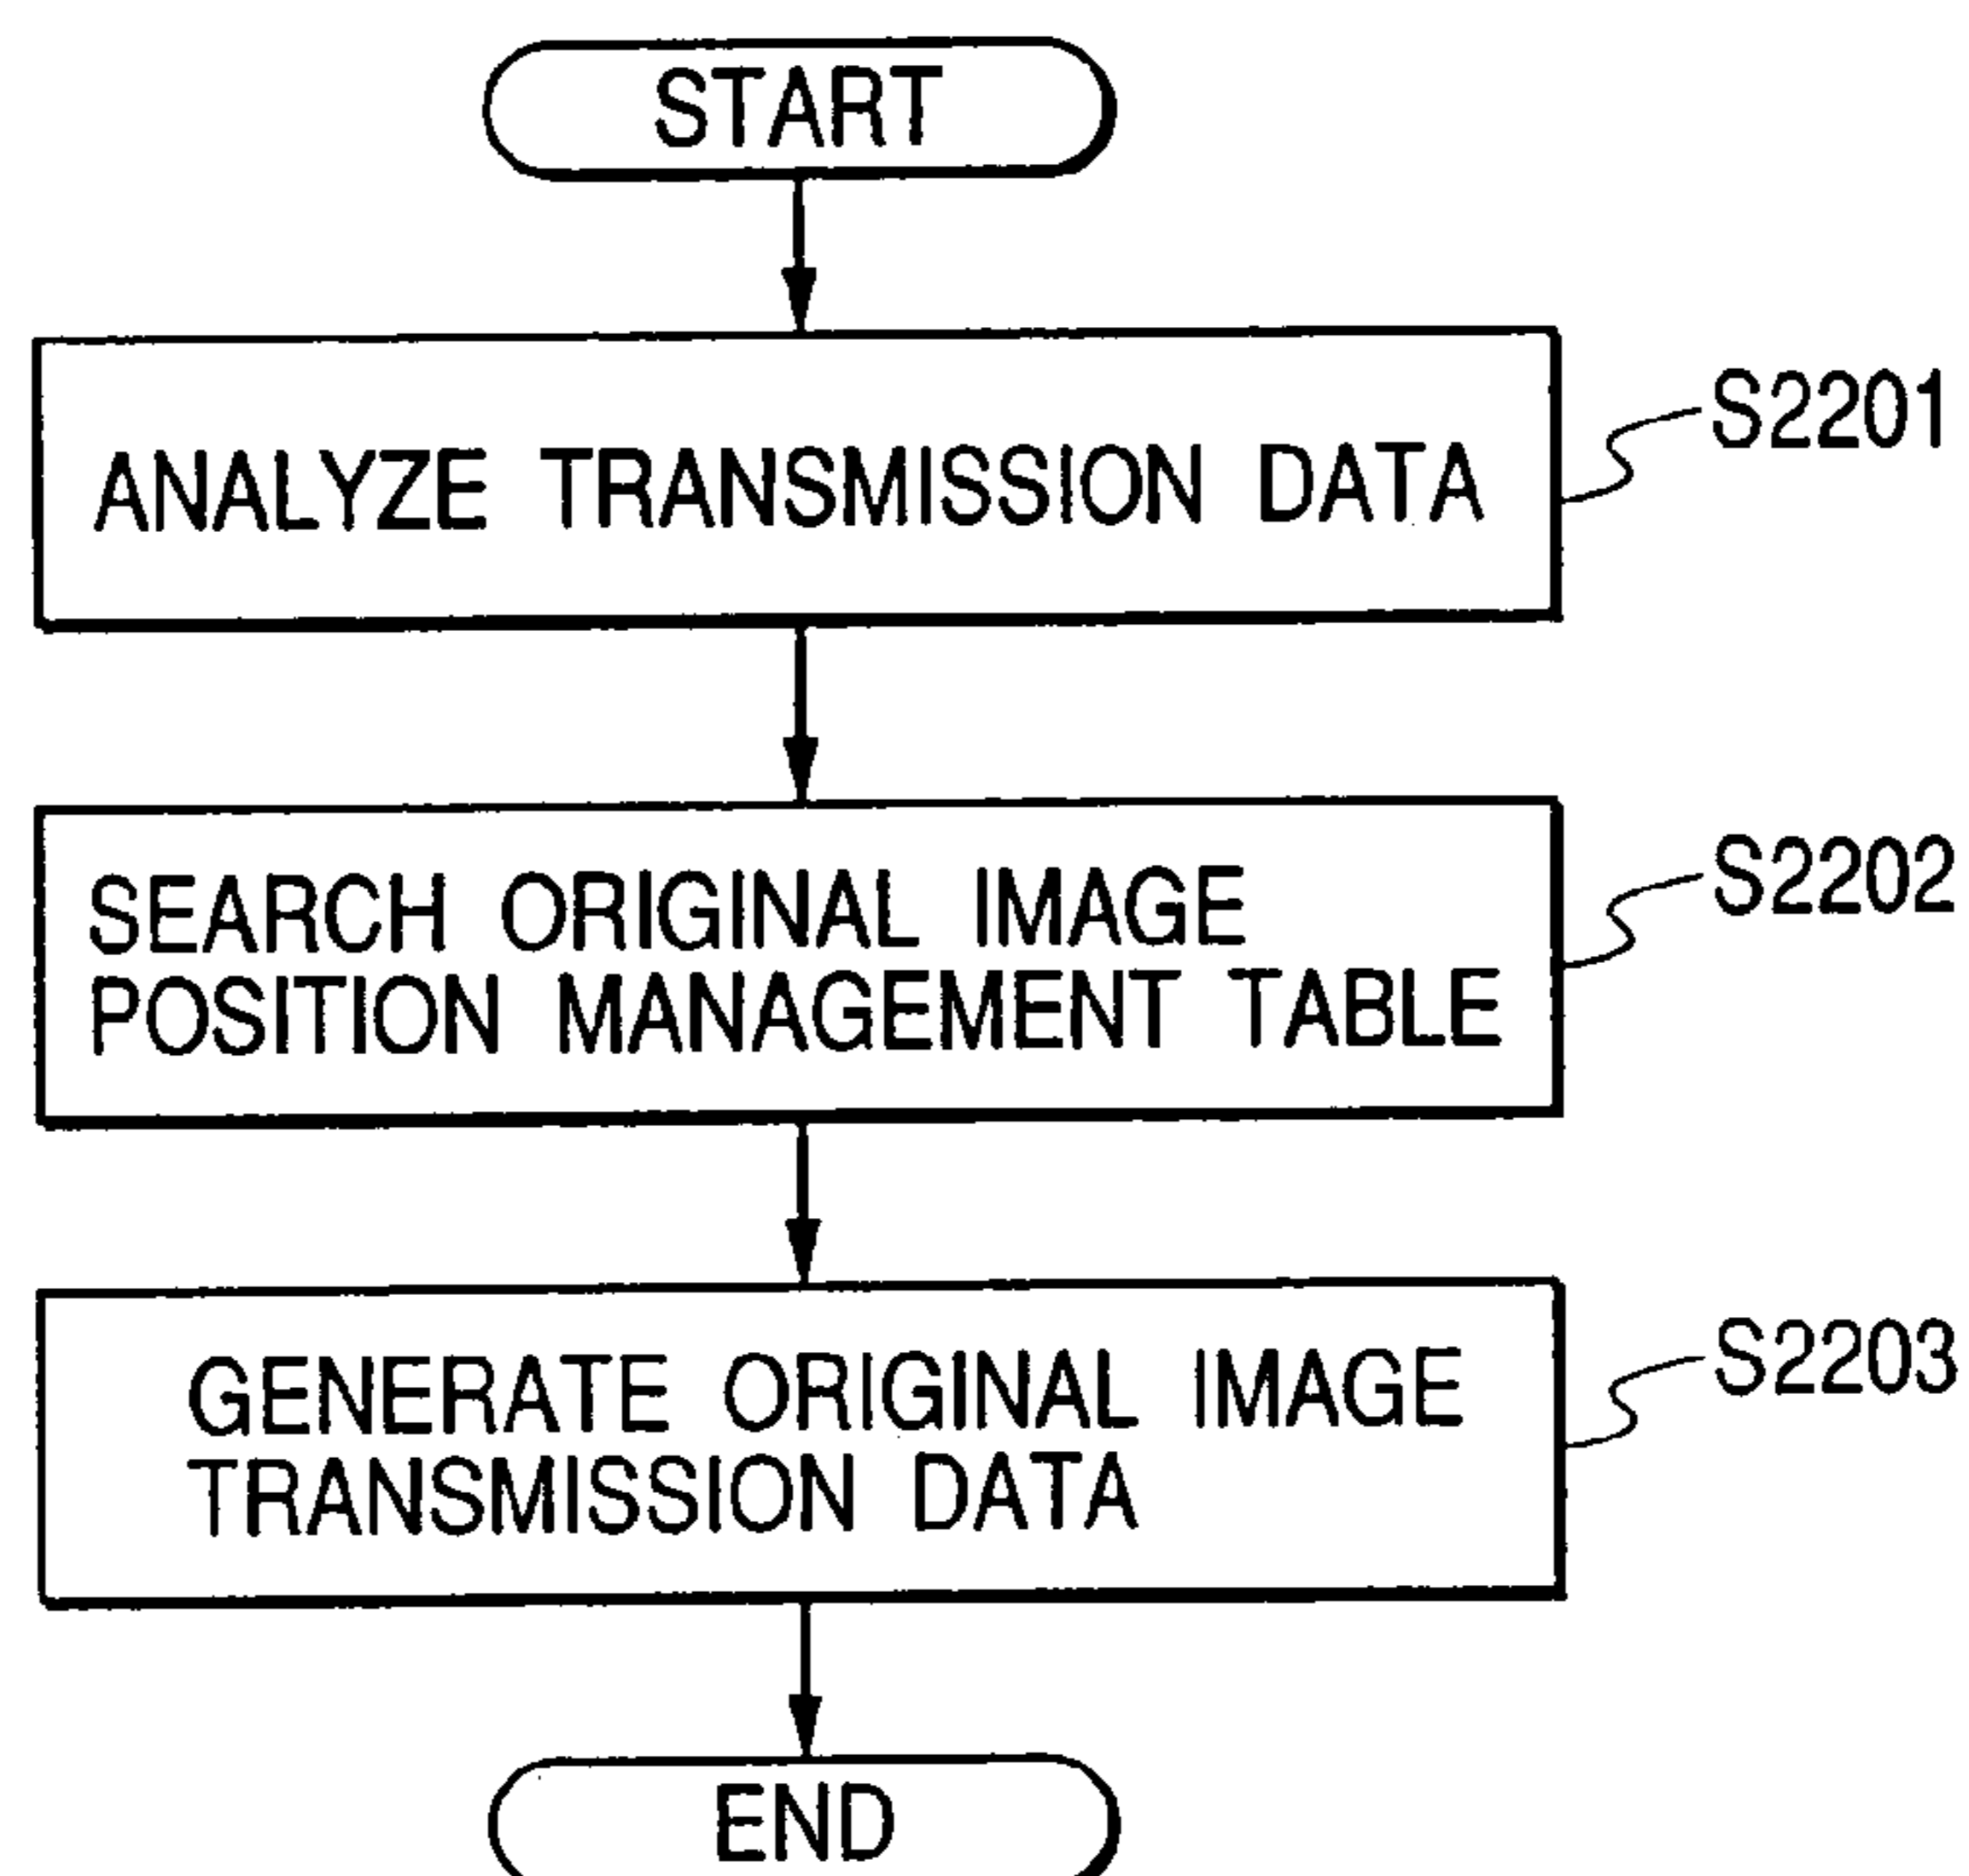 START
ANALYZE TRANSMISSION DATA
S2201
SEARCH ORIGINAL IMAGE
POSITION MANAGEMENT TABLE
S2202
GENERATE ORIGINAL IMAGE
TRANSMISSION DATA
S2203
END